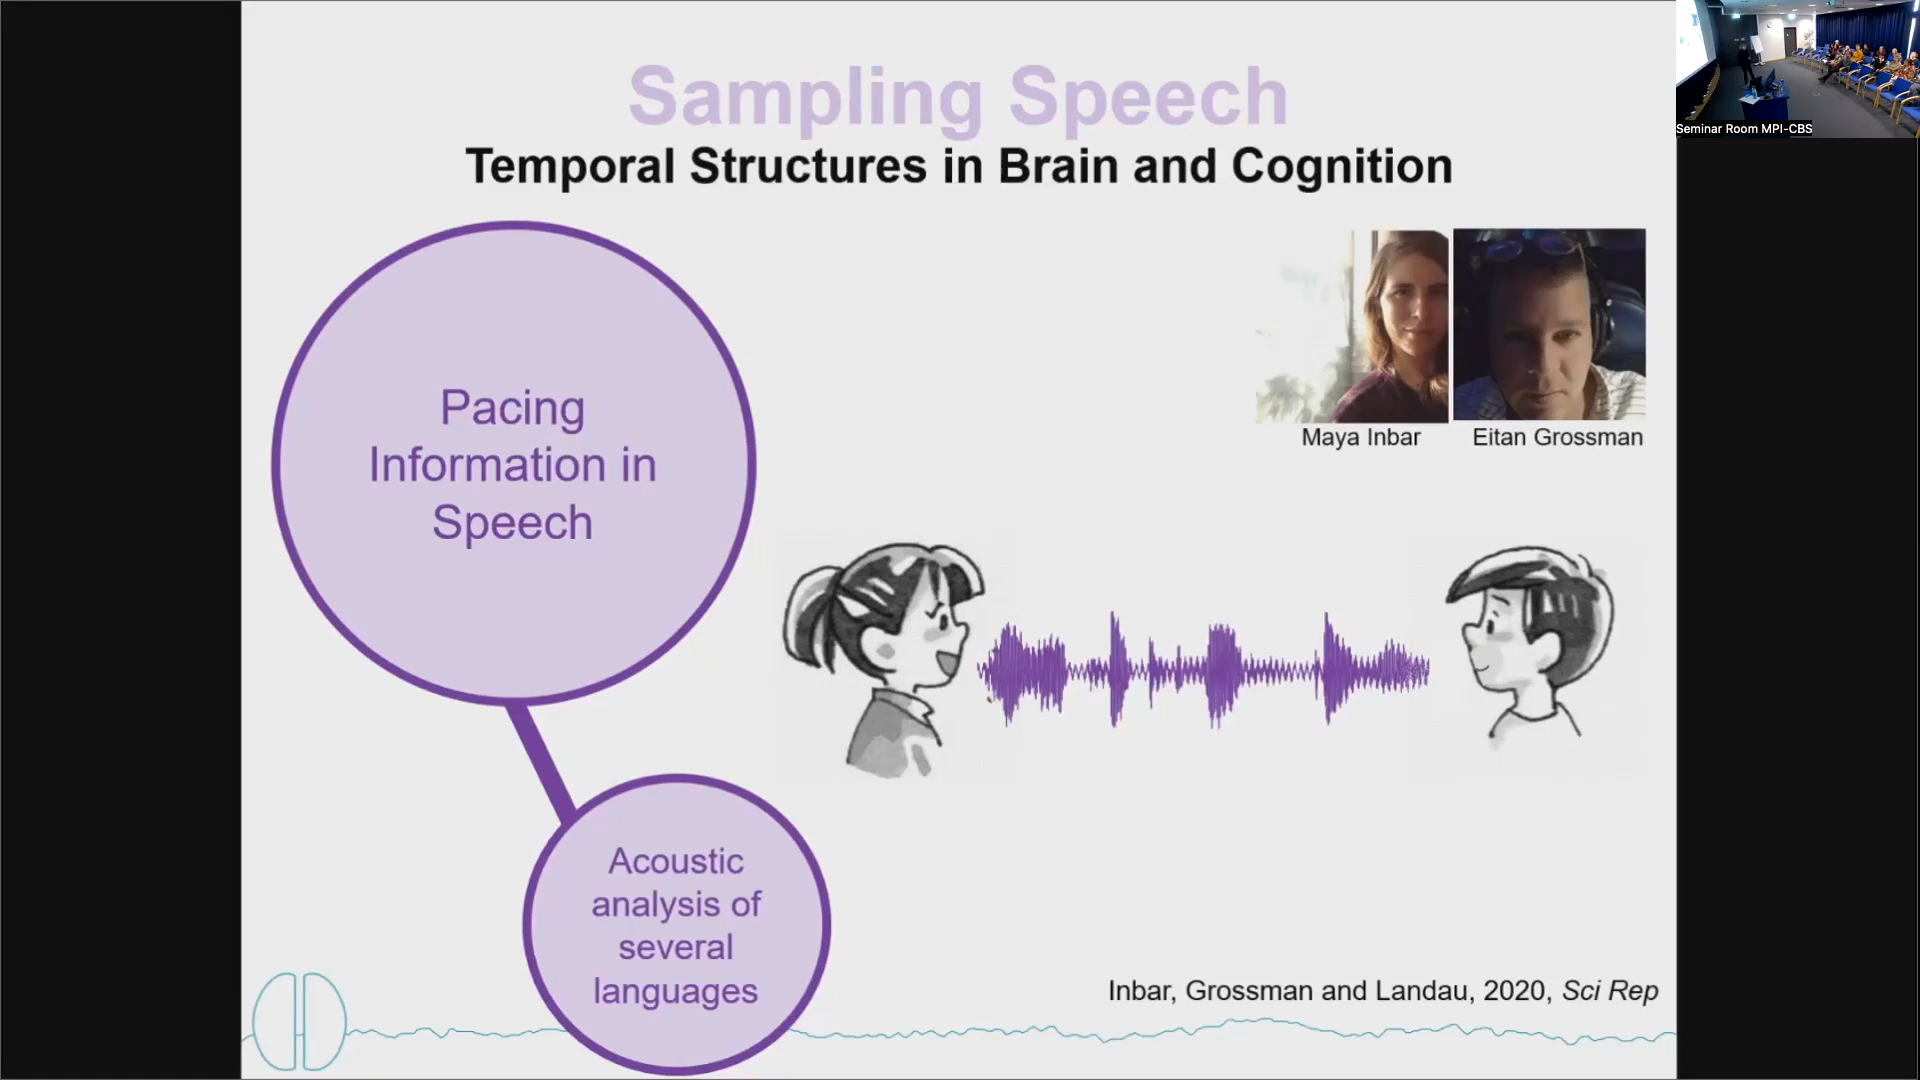 Sampling Speech
Temporal Structures in Brain and Cognition
Seminar Room MPI-CBS
Pacing
Information in
Speech
Maya Inbar
Eitan Grossman
Acoustic
analysis of
several
languages
Inbar, Grossman and Landau, 2020, Sci Rep